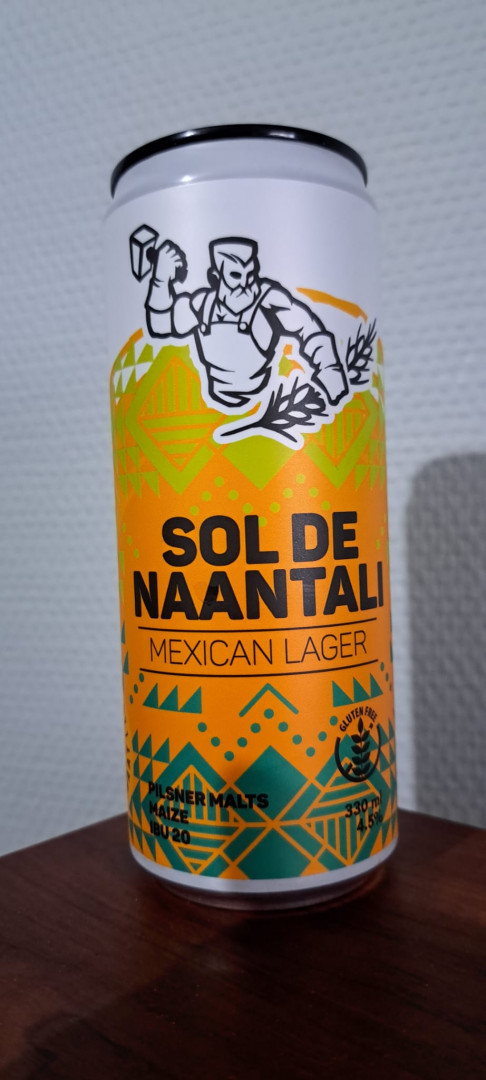 SOL DE
NAANTALI
MEXICAN LAGER
GLUTEN FREE
PILSNER MALTS
MAIZE
IBU 20
330 ml
4.5%